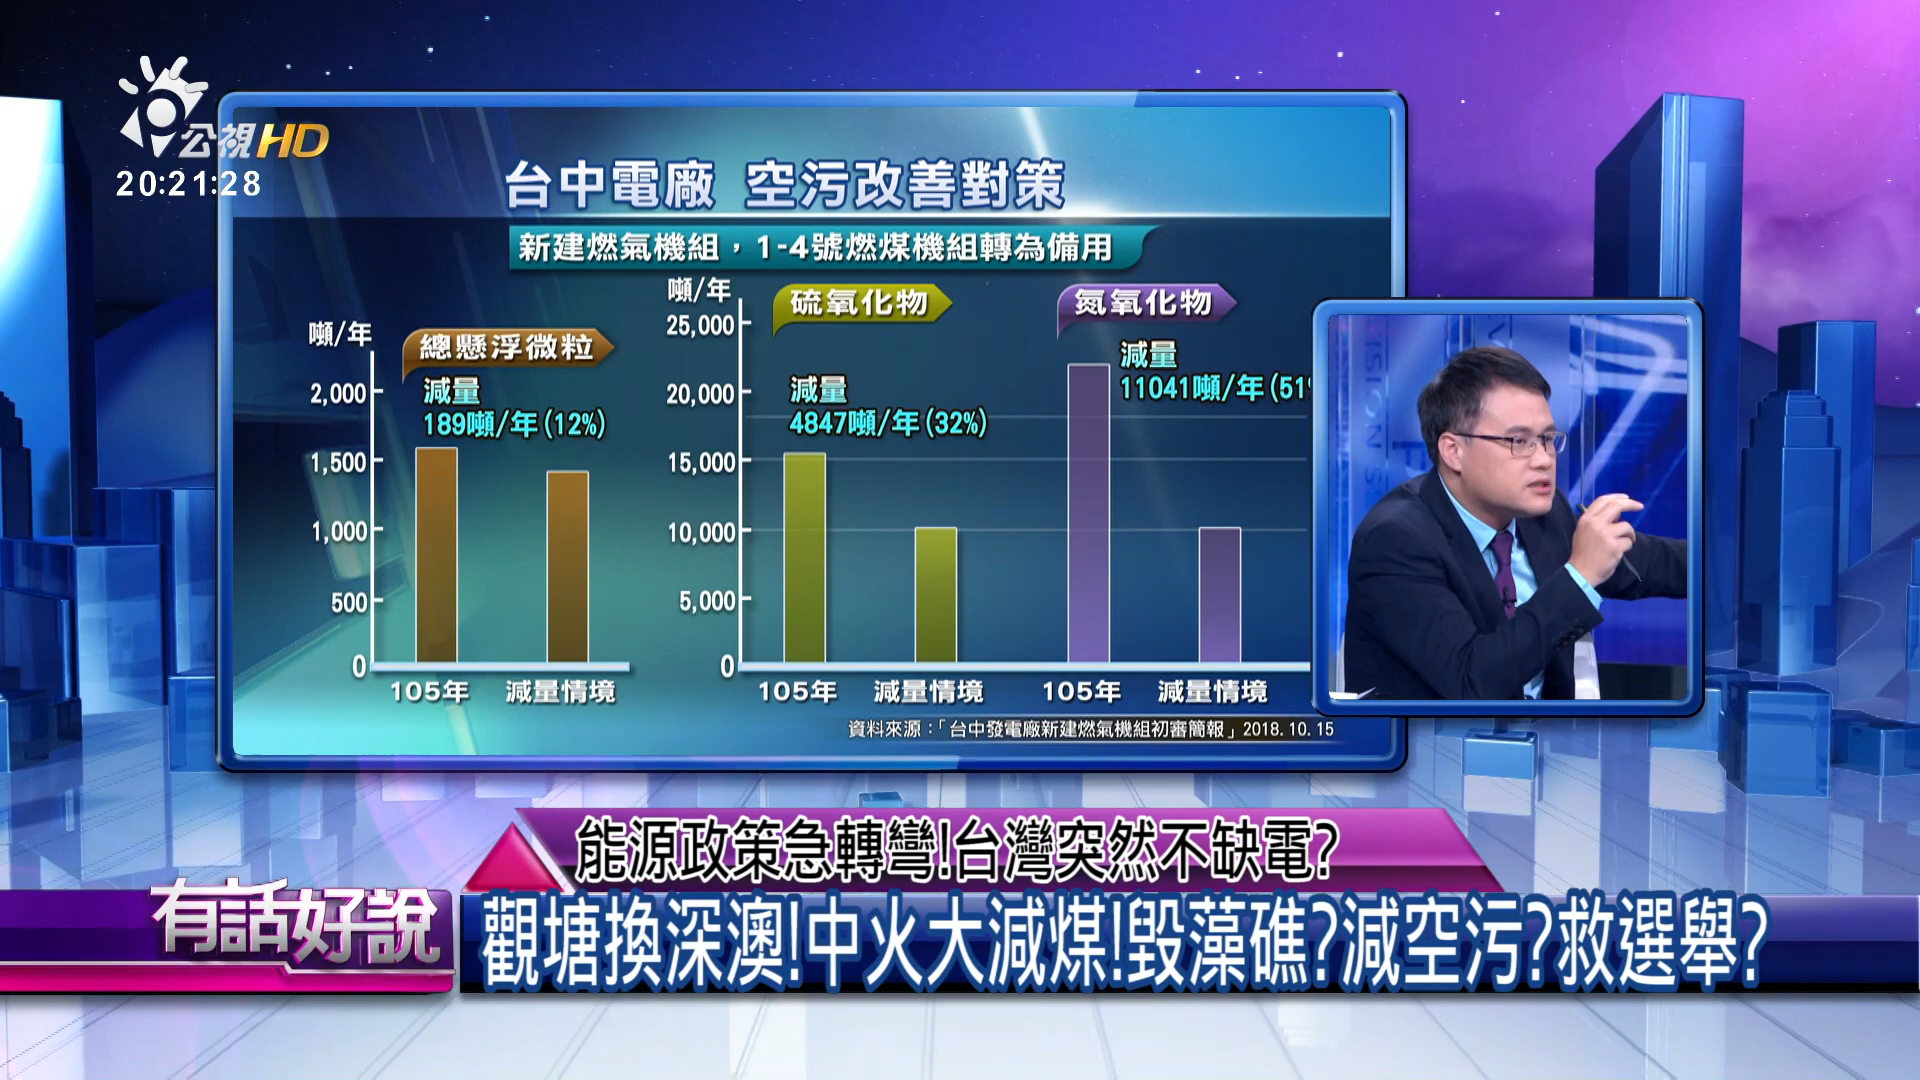 公視HD
20:21:28
台中電廠 空污改善對策
新建燃氣機組，1-4號燃煤機組轉為備用
噸/年
總懸浮微粒
減量
189噸/年(12%)
2,000
1,500
1,000
500
0
105年
減量情境
噸/年
25,000
20,000
15,000
10,000
5,000
0
硫氧化物
減量
4847噸/年(32%)
105年
減量情境
氮氧化物
減量
11041噸/年(51%
105年
減量情境
資料來源：「台中發電廠新建燃氣機組初審簡報」2018.10.15
能源政策急轉彎!台灣突然不缺電?
有話好說
觀塘換深澳!中火大減煤!毀藻礁?減空污?救選舉?